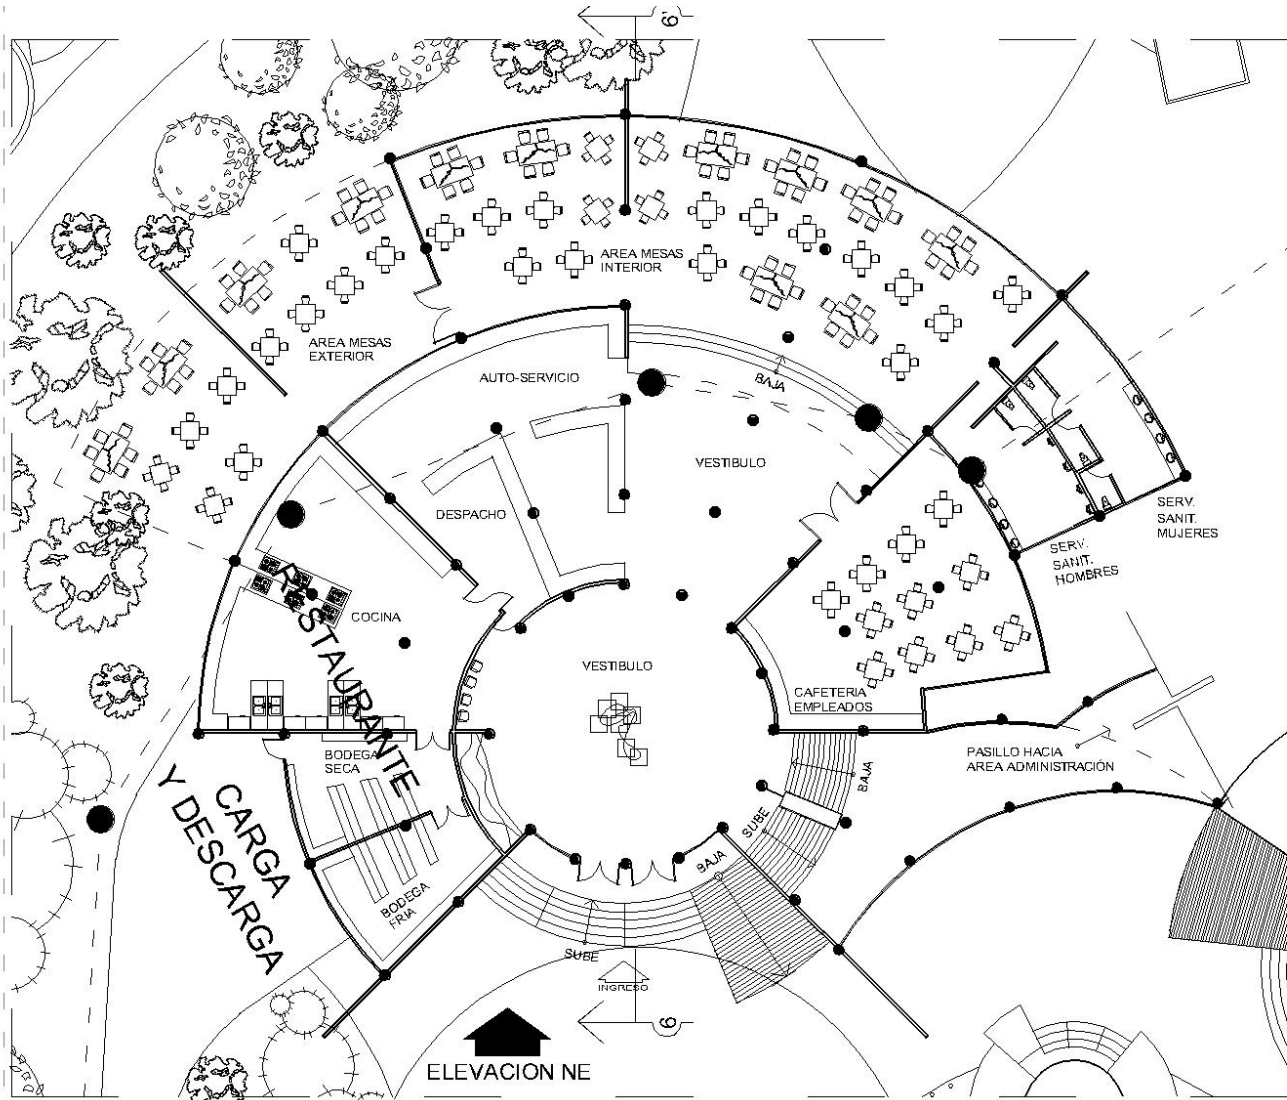 6'
AREA MESAS
INTERIOR
AREA MESAS
EXTERIOR
AUTO-SERVICIO
BAJA
VESTIBULO
DESPACHO
SERV.
SANIT.
MUJERES
SERV.
SANIT.
HOMBRES
COCINA
RESTAURANTE
VESTIBULO
CAFETERIA
EMPLEADOS
BODEGA
SECA
PASILLO HACIA
AREA ADMINISTRACIÓN
BAJA
SUBE
BAJA
CARGA
Y DESCARGA
BODEGA
FRIA
SUBE
INGRESO
6
ELEVACION NE